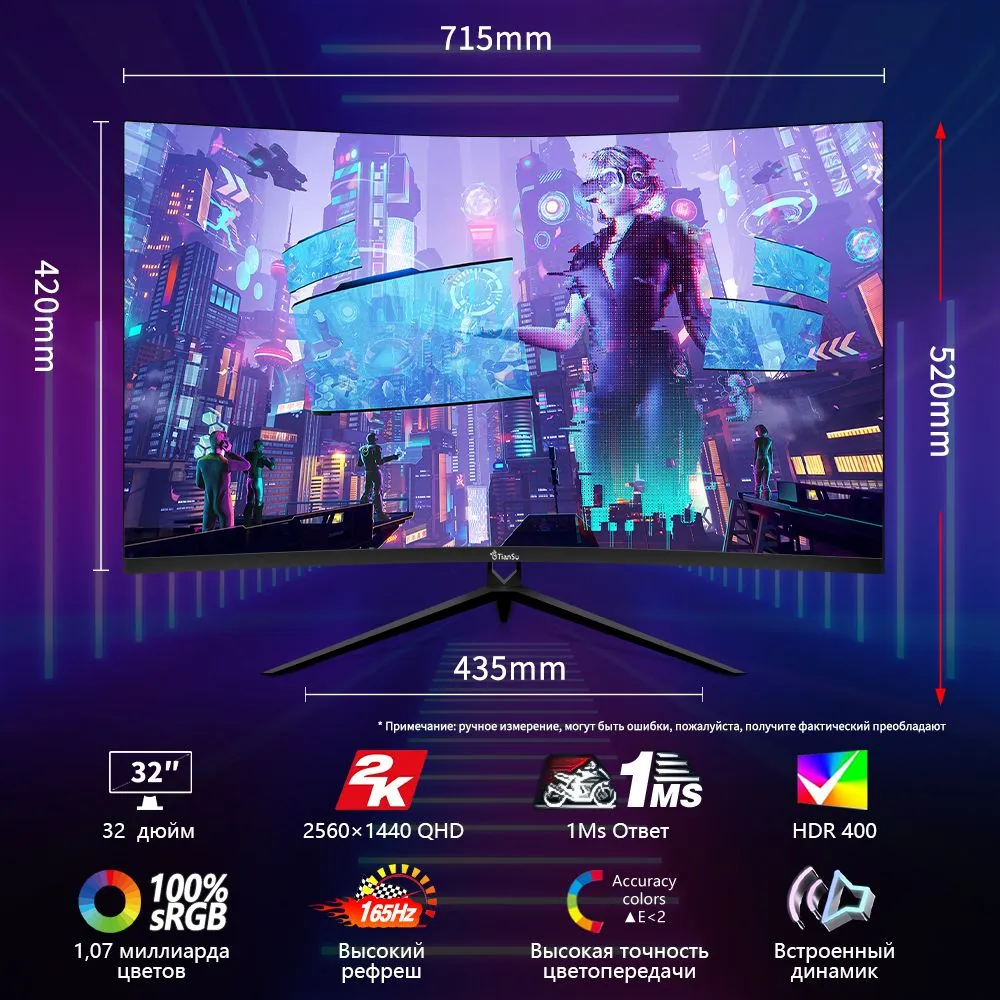 715mm
420mm
520mm
TianSu
435mm
* Примечание: ручное измерение, могут быть ошибки, пожалуйста, получите фактический преобладают
32"
2K
1MS
32 дюйм
2560×1440 QHD
1Ms Ответ
HDR 400
100%
sRGB
165Hz
Accuracy
colors
▲E<2
1,07 миллиарда
цветов
Высокий
рефреш
Высокая точность
цветопередачи
Встроенный
динамик